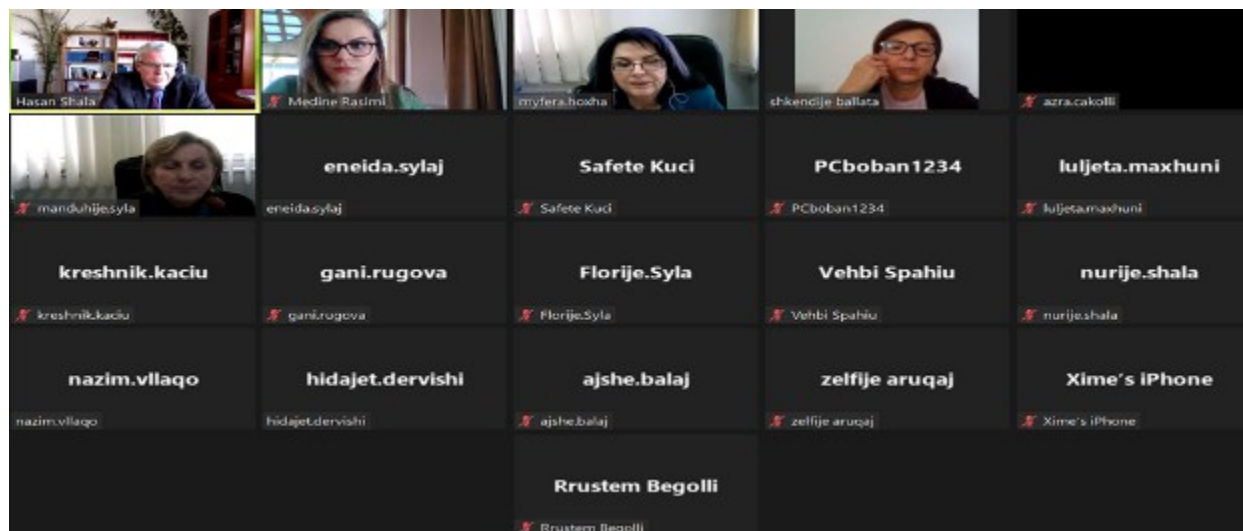 Hasan Shala
Medine Rasimi
myfera.hoxha
shkendije ballata
azra.cakolli
manduhije.syla
eneida.sylaj
eneida.sylaj
Safete Kuci
Safete Kuci
PCboban1234
PCboban1234
luljeta.maxhuni
luljeta.maxhuni
kreshnik.kaciu
kreshnik.kaciu
gani.rugova
gani.rugova
Florije.Syla
Florije.Syla
Vehbi Spahiu
Vehbi Spahiu
nurije.shala
nurije.shala
nazim.vllaqo
nazim.vllaqo
hidajet.dervishi
hidajet.dervishi
ajshe.balaj
ajshe.balaj
zelfije aruqaj
zelfije aruqaj
Xime's iPhone
Xime's iPhone
Rrustem Begolli
Rrustem Begolli